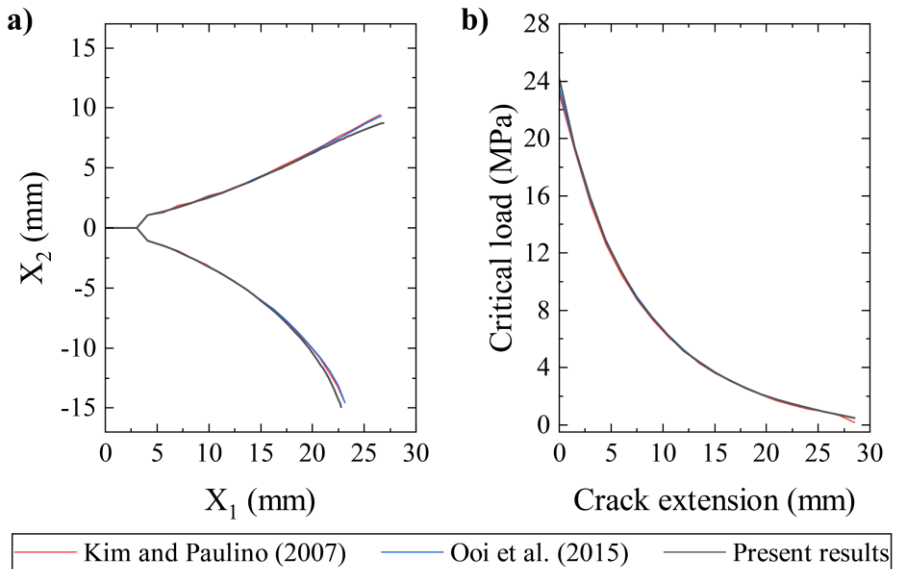 a)
15
10
5
0
-5
-10
-15
X2 (mm)
0 5 10 15 20 25 30
X1 (mm)
b)
28
24
20
16
12
8
4
0
Critical load (MPa)
0 5 10 15 20 25 30
Crack extension (mm)
Kim and Paulino (2007) Ooi et al. (2015) Present results